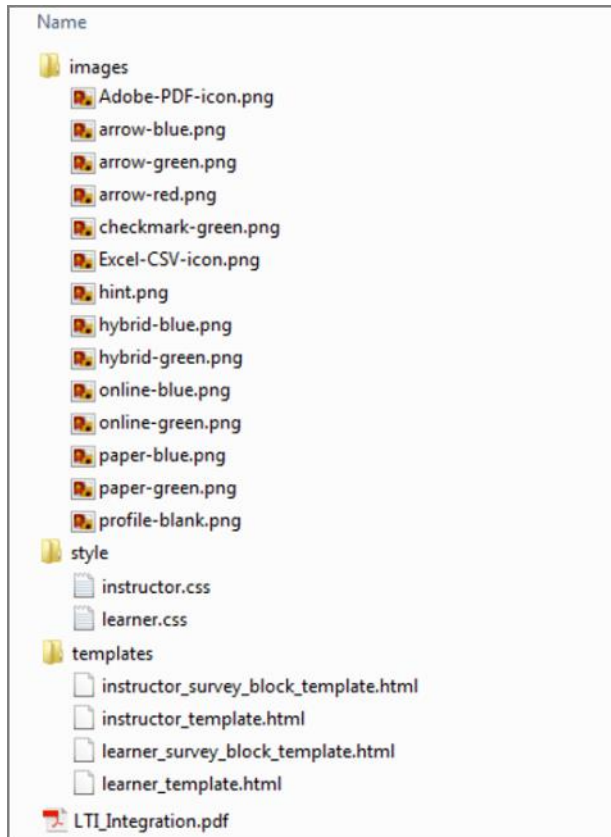 Name
images
Adobe-PDF-icon.png
arrow-blue.png
arrow-green.png
arrow-red.png
checkmark-green.png
Excel-CSV-icon.png
hint.png
hybrid-blue.png
hybrid-green.png
online-blue.png
online-green.png
paper-blue.png
paper-green.png
profile-blank.png
style
instructor.css
learner.css
templates
instructor_survey_block_template.html
instructor_template.html
learner_survey_block_template.html
learner_template.html
LTI_Integration.pdf